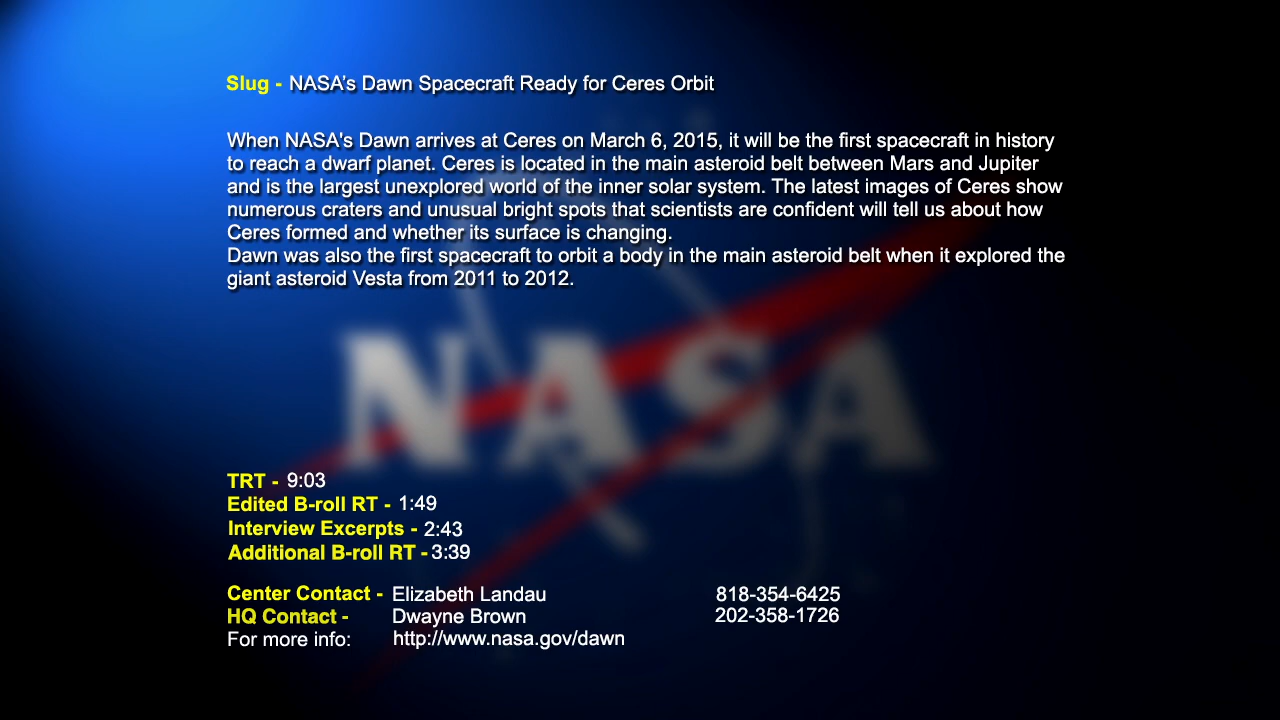 Slug - NASA's Dawn Spacecraft Ready for Ceres Orbit
When NASA's Dawn arrives at Ceres on March 6, 2015, it will be the first spacecraft in history
to reach a dwarf planet. Ceres is located in the main asteroid belt between Mars and Jupiter
and is the largest unexplored world of the inner solar system. The latest images of Ceres show
numerous craters and unusual bright spots that scientists are confident will tell us about how
Ceres formed and whether its surface is changing.
Dawn was also the first spacecraft to orbit a body in the main asteroid belt when it explored the
giant asteroid Vesta from 2011 to 2012.
NASA
TRT - 9:03
Edited B-roll RT - 1:49
Interview Excerpts - 2:43
Additional B-roll RT - 3:39
Center Contact - Elizabeth Landau 818-354-6425
HQ Contact - Dwayne Brown 202-358-1726
For more info: http://www.nasa.gov/dawn